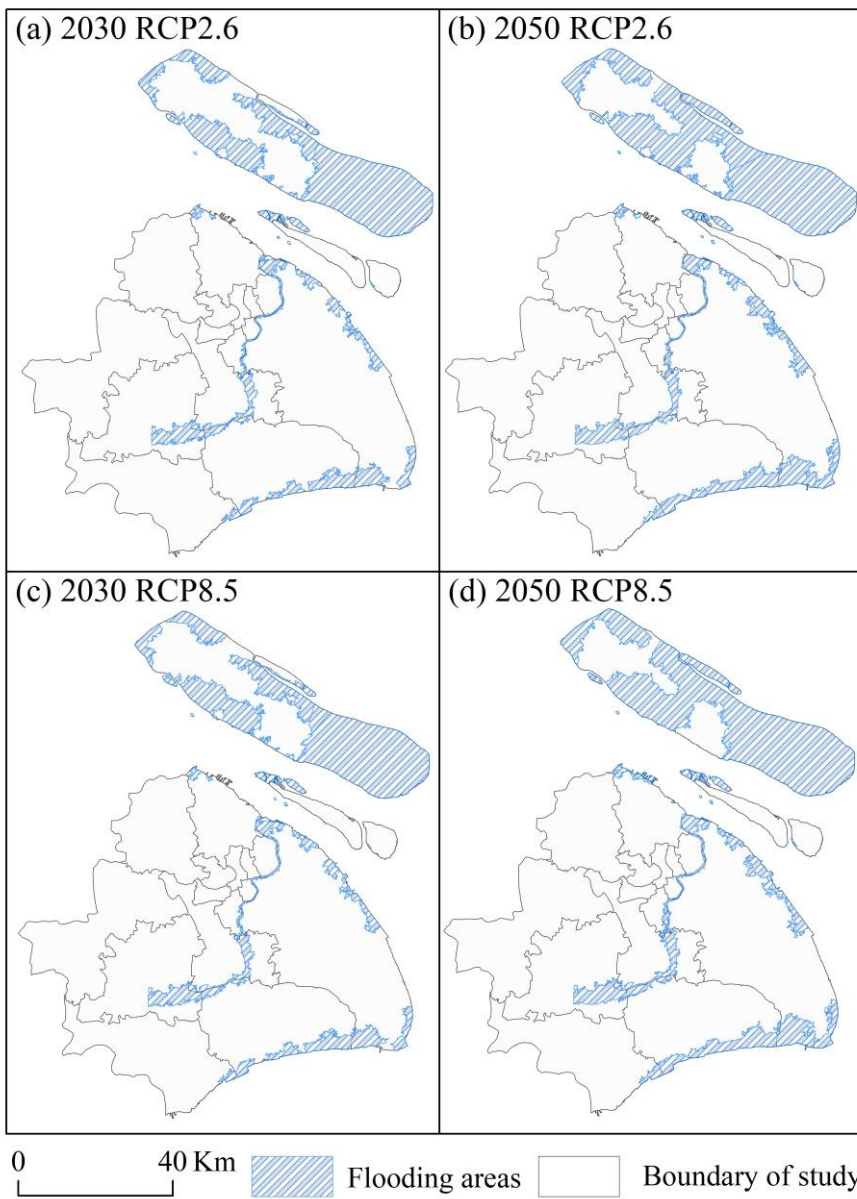 (a) 2030 RCP2.6
(b) 2050 RCP2.6
(c) 2030 RCP8.5
(d) 2050 RCP8.5
0 40 Km Flooding areas Boundary of study